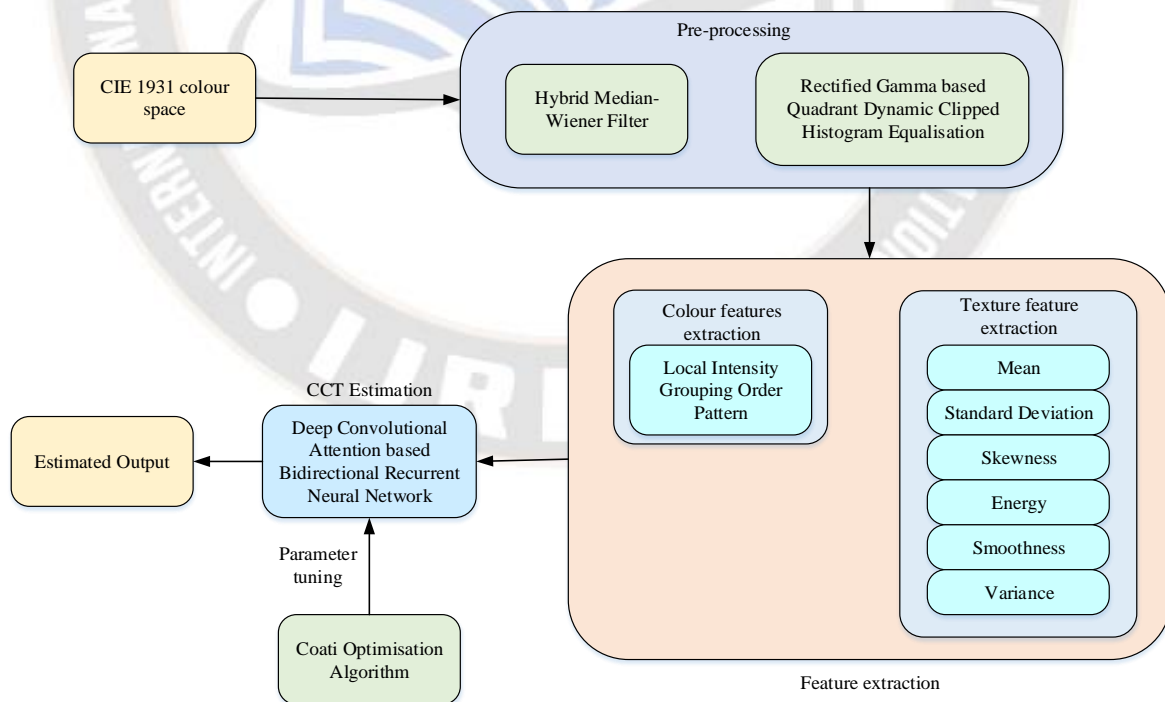 Pre-processing
CIE 1931 colour
space
Hybrid Median-
Wiener Filter
Rectified Gamma based
Quadrant Dynamic Clipped
Histogram Equalisation
Colour features
extraction
Local Intensity
Grouping Order
Pattern
Texture feature
extraction
Mean
Standard Deviation
Skewness
Energy
Smoothness
Variance
Feature extraction
CCT Estimation
Deep Convolutional
Attention based
Bidirectional Recurrent
Neural Network
Estimated Output
Parameter
tuning
Coati Optimisation
Algorithm